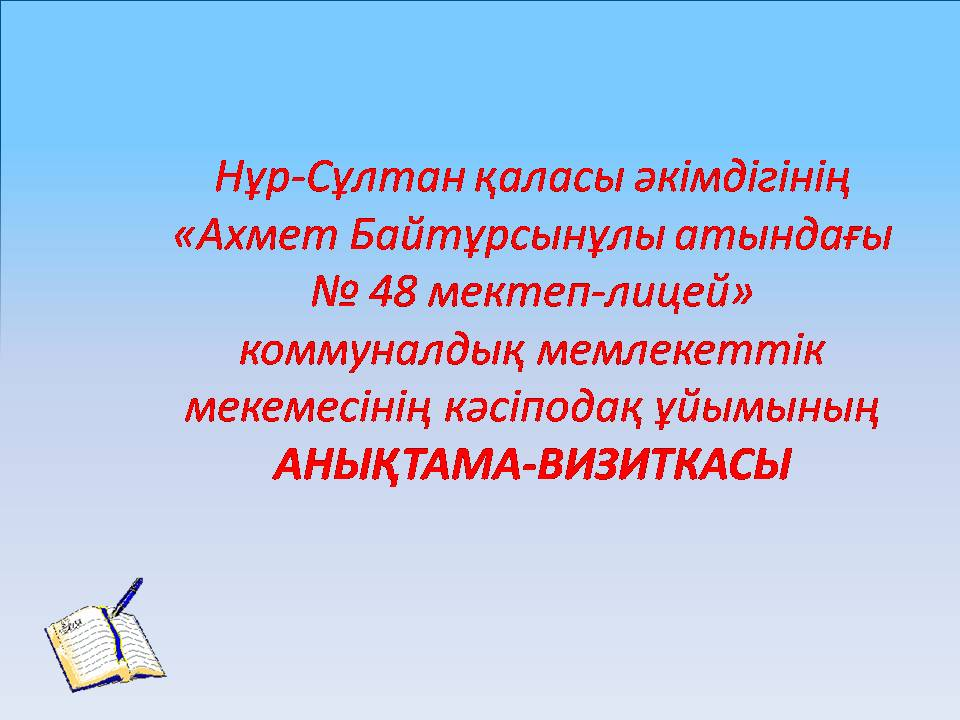 Нұр-Сұлтан қаласы әкімдігінің
«Ахмет Байтұрсынұлы атындағы
№ 48 мектеп-лицей»
коммуналдық мемлекеттік
мекемесінің кәсіподақ ұйымының
АНЫҚТАМА-ВИЗИТКАСЫ